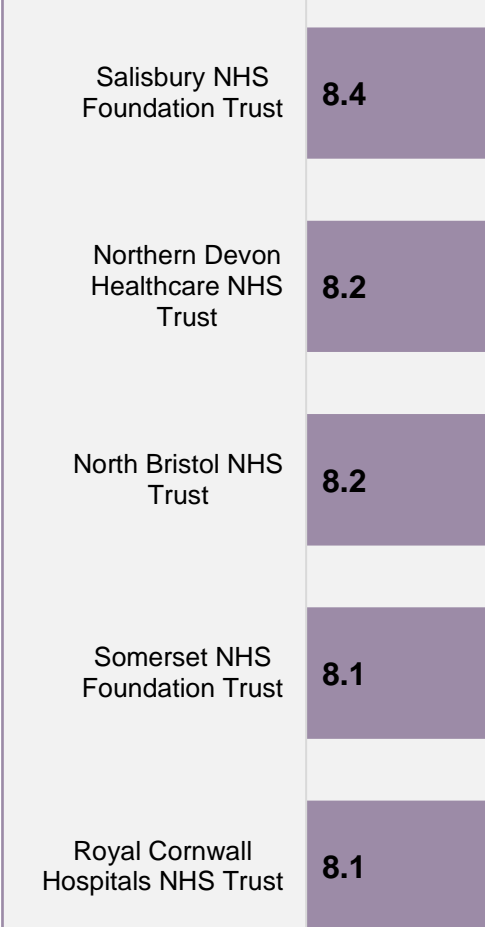 Salisbury NHS
Foundation Trust
8.4
Northern Devon
Healthcare NHS
Trust
8.2
North Bristol NHS
Trust
8.2
Somerset NHS
Foundation Trust
8.1
Royal Cornwall
Hospitals NHS Trust
8.1